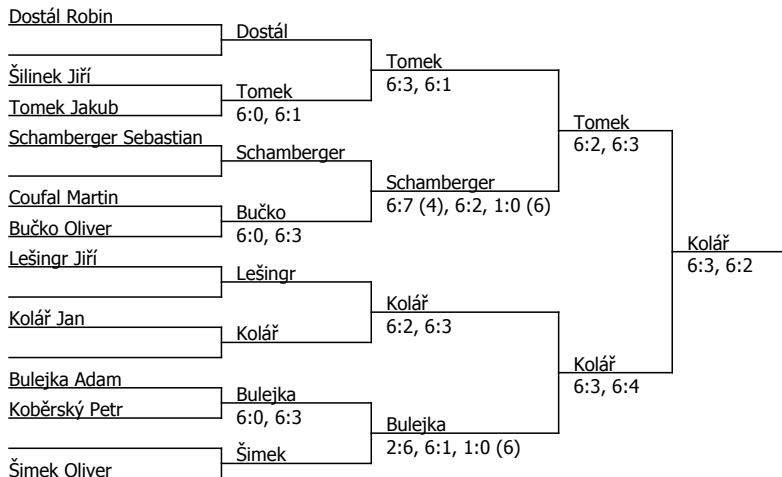 Dostál Robin
Dostál
Tomek
6:3, 6:1
Šilinek Jiří
Tomek
6:0, 6:1
Tomek Jakub
Tomek
6:2, 6:3
Schamberger Sebastian
Schamberger
Schamberger
6:7 (4), 6:2, 1:0 (6)
Coufal Martin
Bučko
6:0, 6:3
Bučko Oliver
Kolář
6:3, 6:2
Lešingr Jiří
Lešingr
Kolář
6:2, 6:3
Kolář Jan
Kolář
Kolář
6:3, 6:4
Bulejka Adam
Bulejka
6:0, 6:3
Koběrský Petr
Bulejka
2:6, 6:1, 1:0 (6)
Šimek
Šimek Oliver